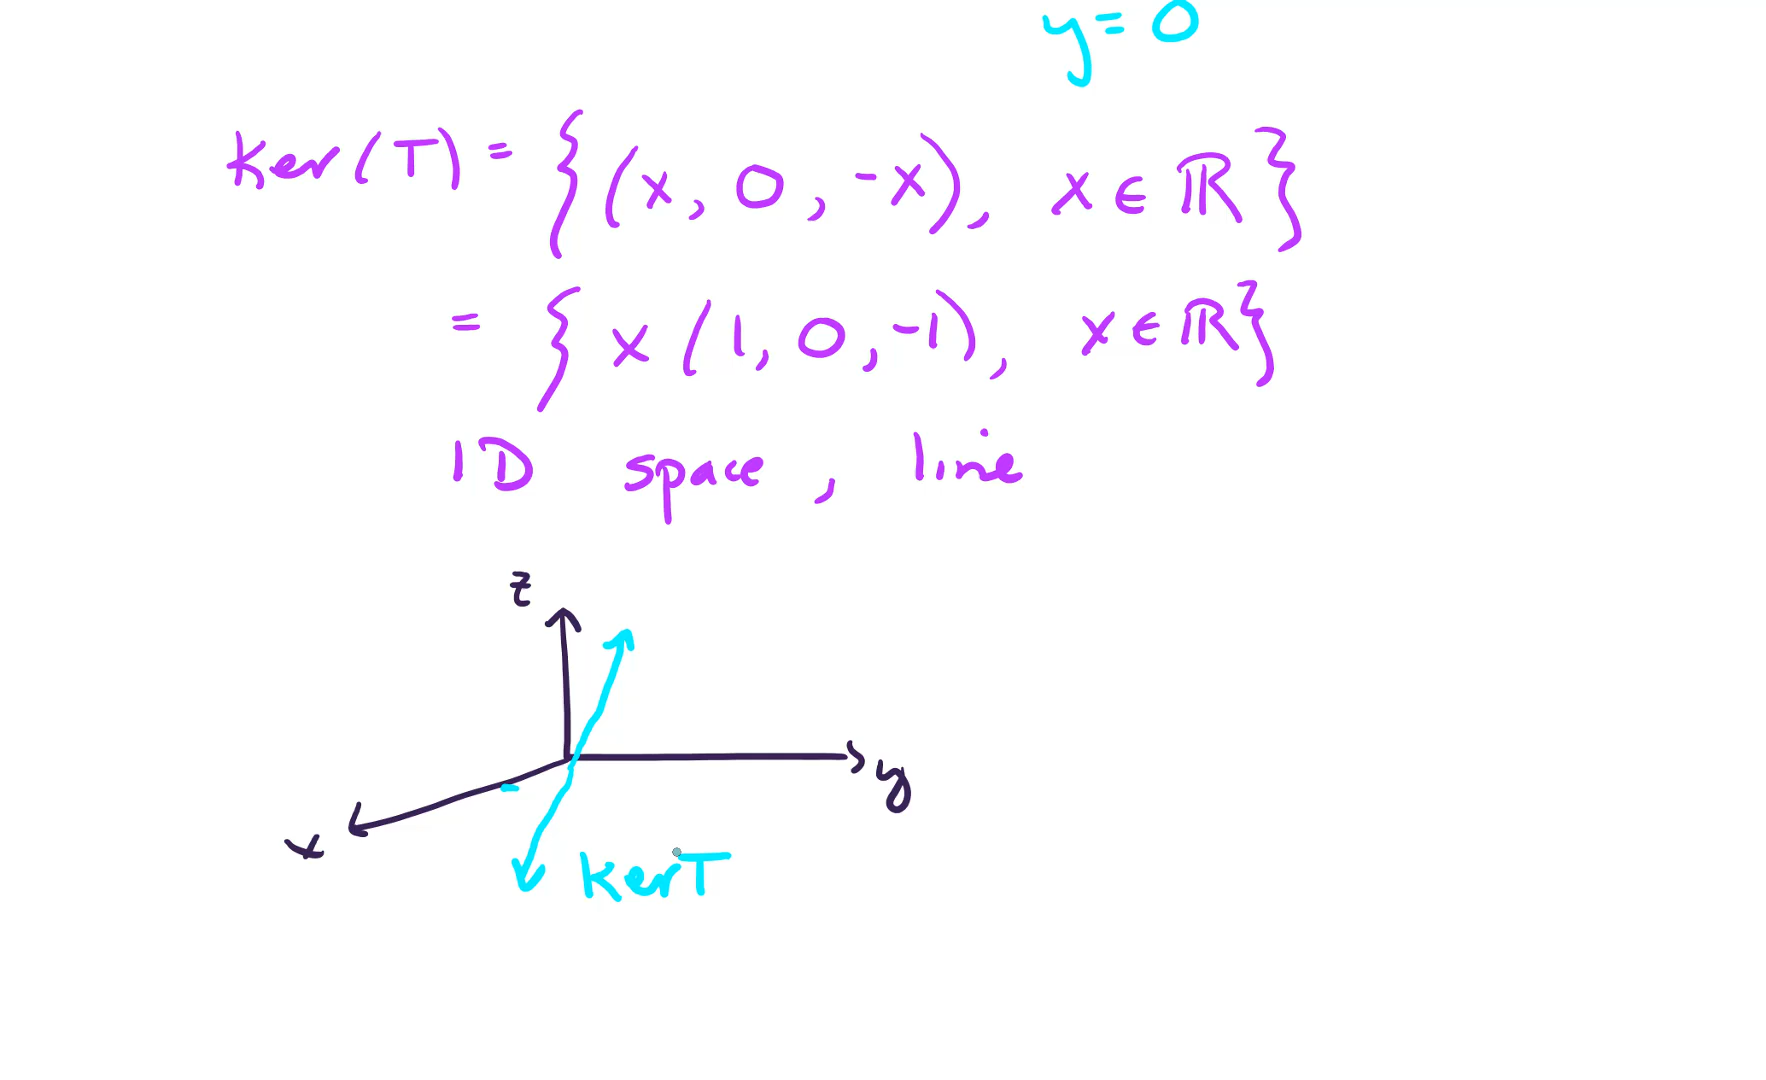 y = 0
Ker(T) = {(x, 0, -x), x ∈ ℝ}
= {x(1, 0, -1), x ∈ ℝ}
1D space, line
z
y
x
KerT